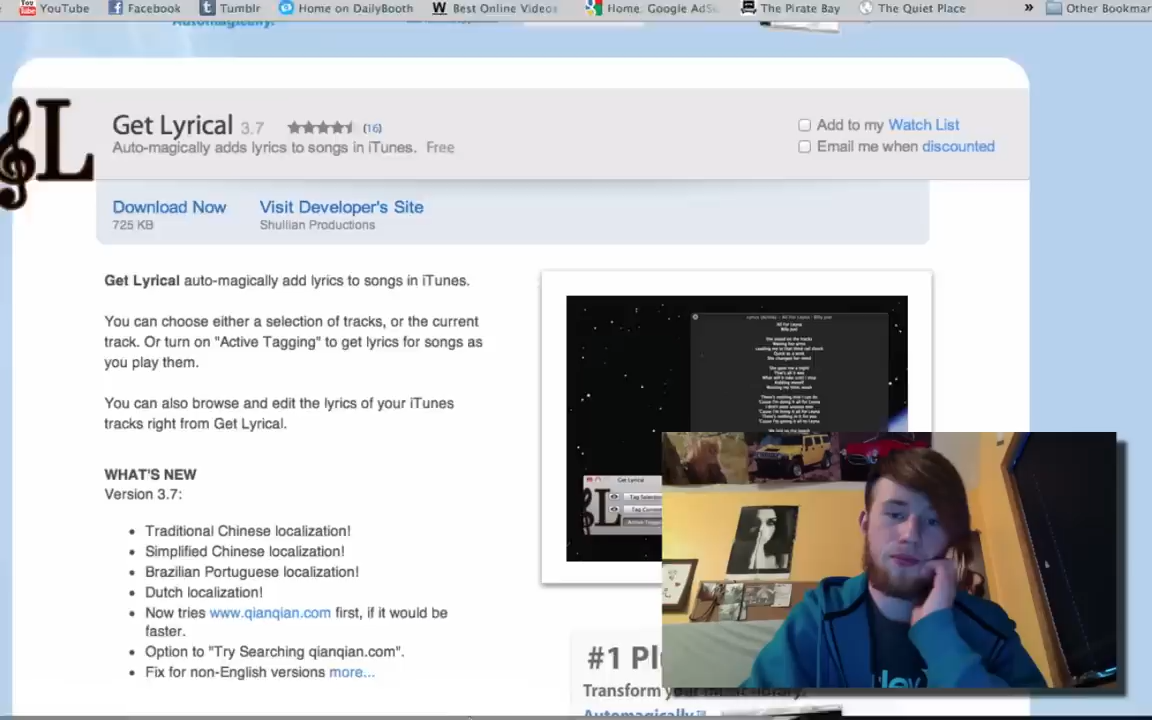 YouTube Facebook Tumblr Home on DailyBooth Best Online Videos Home: Google AdS The Pirate Bay The Quiet Place » Other Bookmar
Automagically.
L
Get Lyrical 3.7 (16)
Auto-magically adds lyrics to songs in iTunes. Free
Add to my Watch List
Email me when discounted
Download Now Visit Developer's Site
725 KB Shullian Productions
Get Lyrical auto-magically add lyrics to songs in iTunes.
You can choose either a selection of tracks, or the current
track. Or turn on "Active Tagging" to get lyrics for songs as
you play them.
You can also browse and edit the lyrics of your iTunes
tracks right from Get Lyrical.
WHAT'S NEW
Version 3.7:
• Traditional Chinese localization!
• Simplified Chinese localization!
• Brazilian Portuguese localization!
• Dutch localization!
• Now tries www.qianqian.com first, if it would be
faster.
• Option to "Try Searching qianqian.com".
• Fix for non-English versions more...
Get Lyrical
#1 Pl
Transform your library.
Automagically